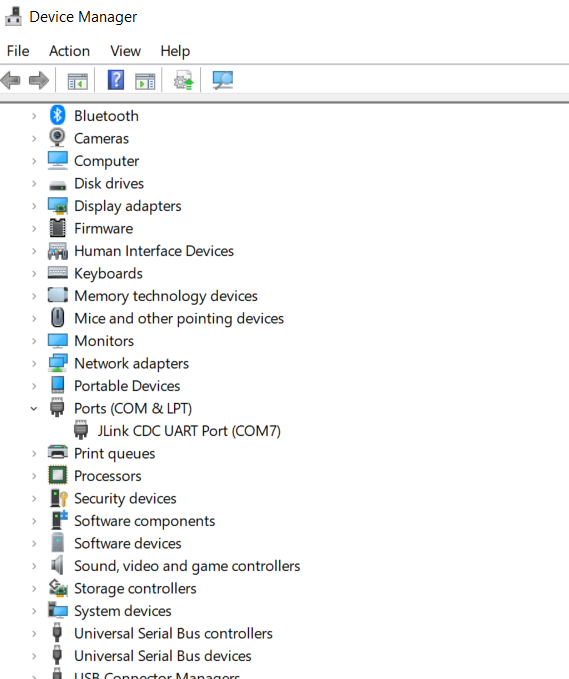 Device Manager
File Action View Help
Bluetooth
Cameras
Computer
Disk drives
Display adapters
Firmware
Human Interface Devices
Keyboards
Memory technology devices
Mice and other pointing devices
Monitors
Network adapters
Portable Devices
Ports (COM & LPT)
JLink CDC UART Port (COM7)
Print queues
Processors
Security devices
Software components
Software devices
Sound, video and game controllers
Storage controllers
System devices
Universal Serial Bus controllers
Universal Serial Bus devices
USB Connector Managers